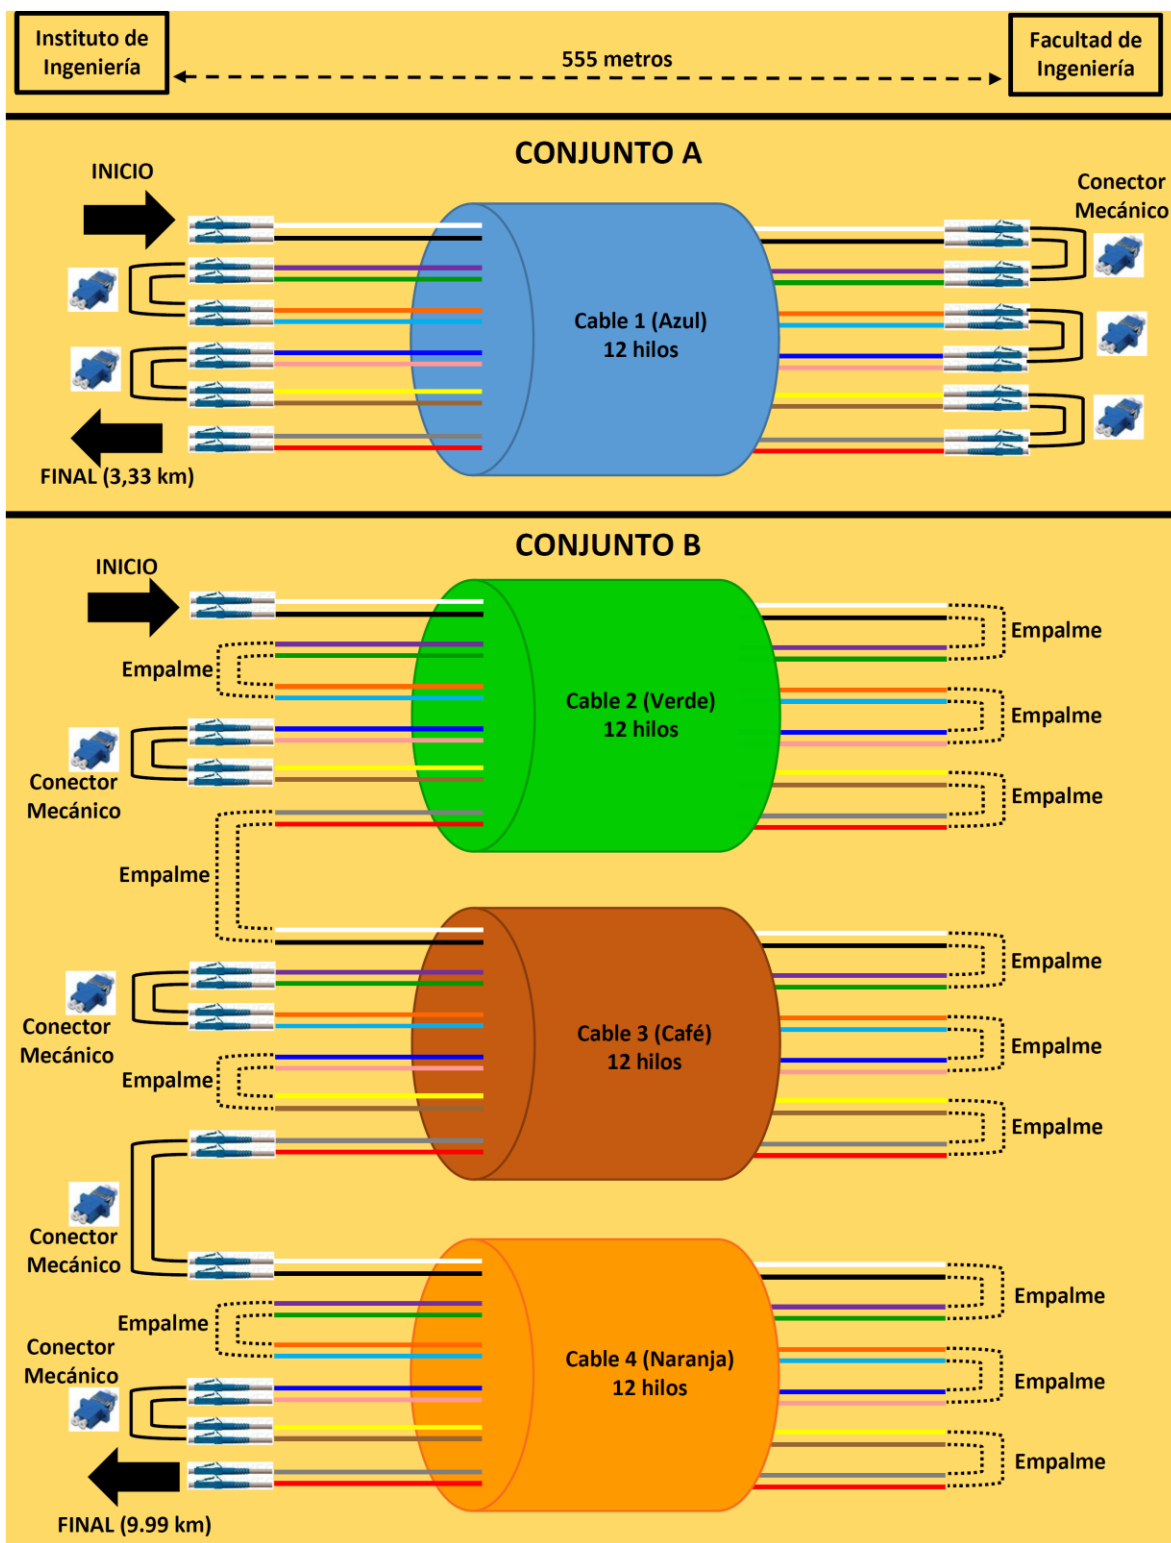 Instituto de
Ingeniería
555 metros
Facultad de
Ingeniería
CONJUNTO A
INICIO
Conector
Mecánico
Cable 1 (Azul)
12 hilos
FINAL (3,33 km)
CONJUNTO B
INICIO
Empalme
Empalme
Cable 2 (Verde)
12 hilos
Empalme
Conector
Mecánico
Empalme
Empalme
Empalme
Conector
Mecánico
Cable 3 (Café)
12 hilos
Empalme
Empalme
Empalme
Conector
Mecánico
Empalme
Empalme
Conector
Mecánico
Cable 4 (Naranja)
12 hilos
Empalme
Empalme
FINAL (9.99 km)